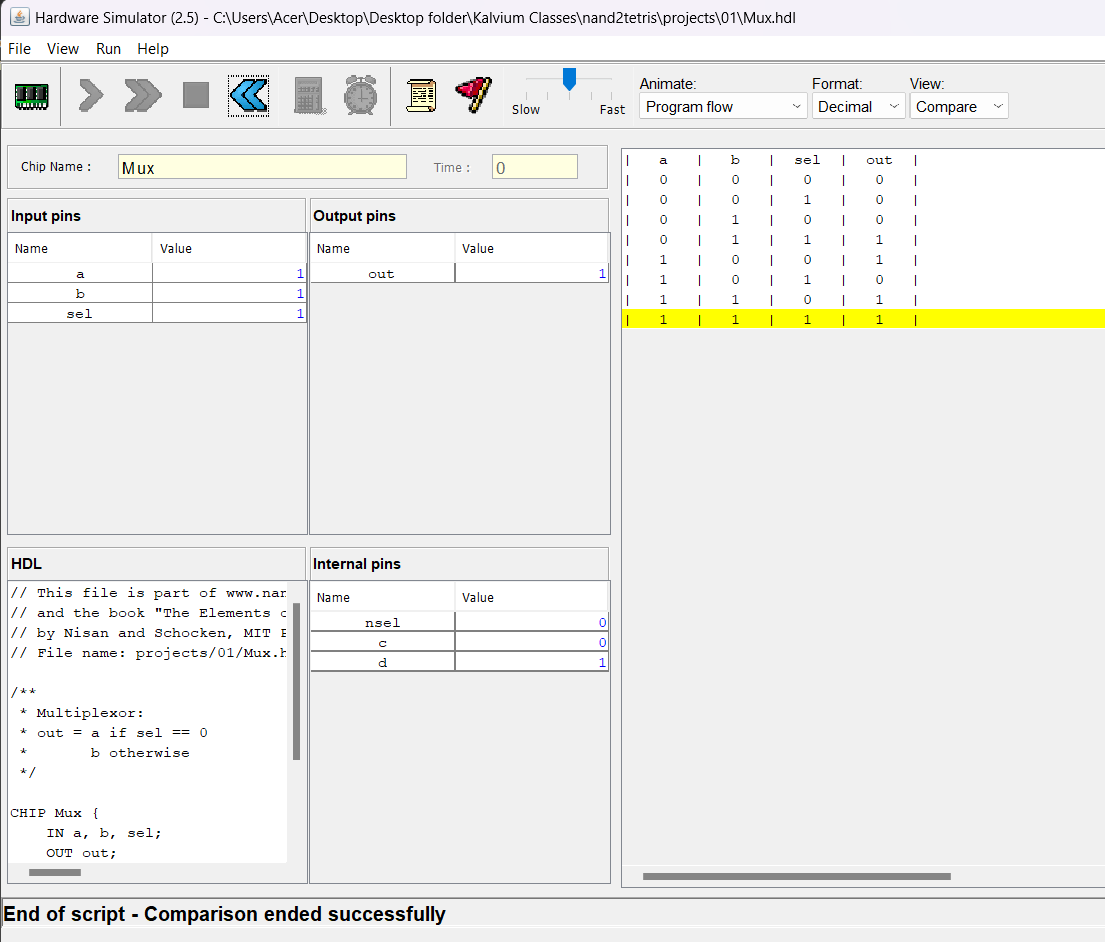 Hardware Simulator (2.5) - C:\Users\Acer\Desktop\Desktop folder\Kalvium Classes\nand2tetris\projects\01\Mux.hdl
File View Run Help
Slow Fast
Animate: Format: View:
Program flow Decimal Compare
Chip Name : Mux Time : 0
Input pins
Name Value
a 1
b 1
sel 1
Output pins
Name Value
out 1
HDL
// This file is part of www.nan
// and the book "The Elements o
// by Nisan and Schocken, MIT P
// File name: projects/01/Mux.h
/**
* Multiplexor:
* out = a if sel == 0
* b otherwise
*/
CHIP Mux {
IN a, b, sel;
OUT out;
Internal pins
Name Value
nsel 0
c 0
d 1
| a | b | sel | out |
| 0 | 0 | 0 | 0 |
| 0 | 0 | 1 | 0 |
| 0 | 1 | 0 | 0 |
| 0 | 1 | 1 | 1 |
| 1 | 0 | 0 | 1 |
| 1 | 0 | 1 | 0 |
| 1 | 1 | 0 | 1 |
| 1 | 1 | 1 | 1 |
End of script - Comparison ended successfully